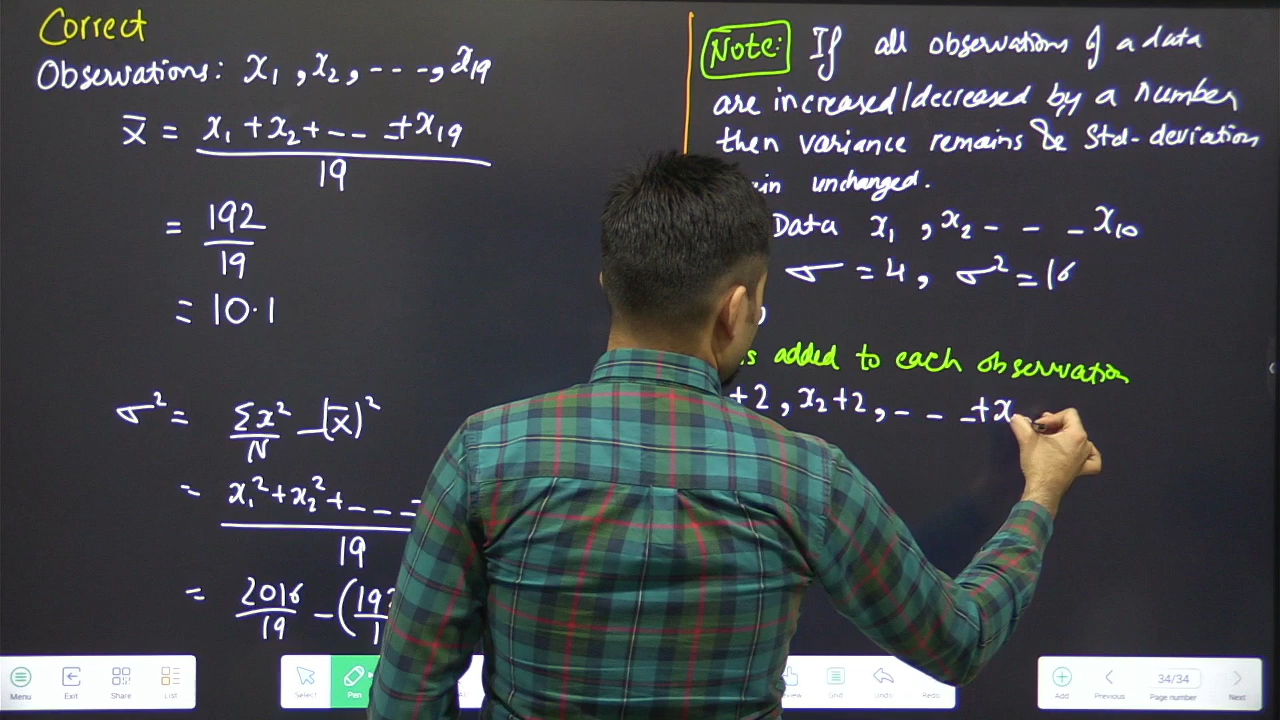 Correct
Observations: x₁, x₂, - - -, x₁₉
x̄ = x₁ + x₂ + - - + x₁₉
19
= 192
19
= 10.1
σ² = Σx² - (x̄)²
N
= x₁² + x₂² + - - -
19
= 2016 - (19
19
Note: If all observations of a data
are increased/decreased by a number
then variance remains & Std-deviation
unchanged.
Data x₁, x₂ - - - x₁₀
σ = 4, σ² = 16
added to each observation
+2, x₂+2, - - + x
Menu Exit Share List
Select Pen
Grid Undo Redo
Add Previous 34/34 Page number Next